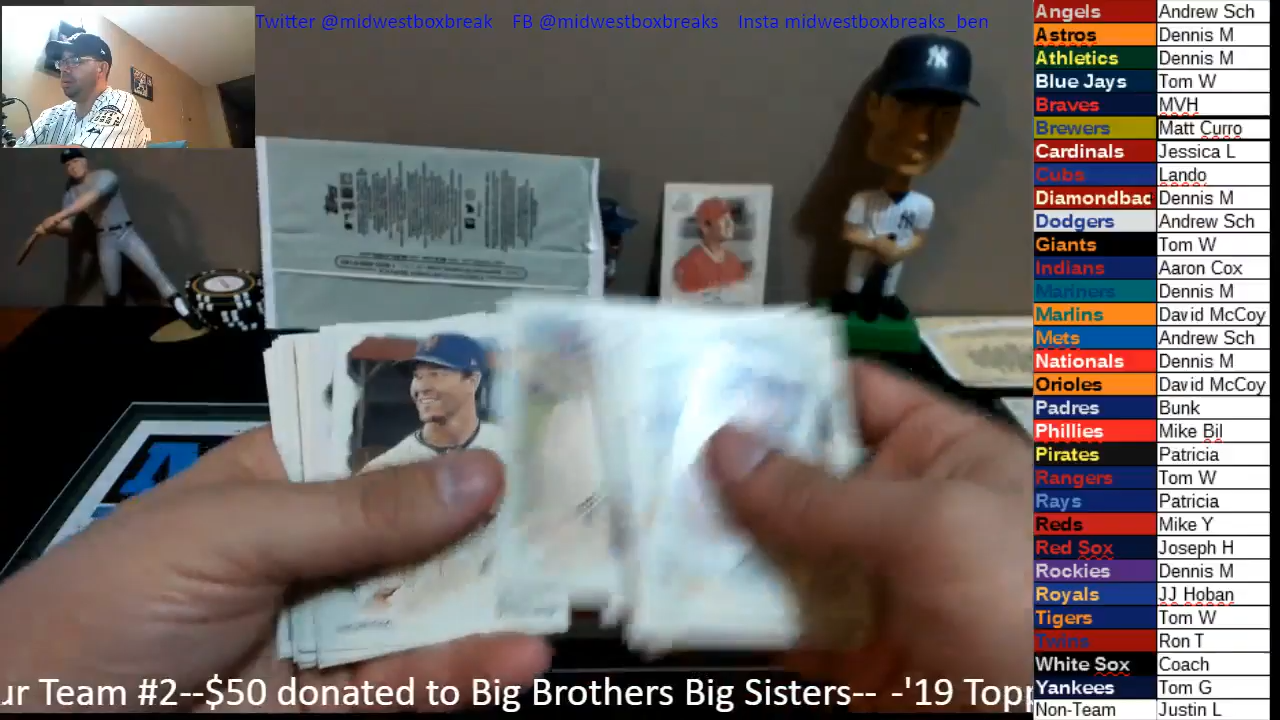 Twitter @midwestboxbreak FB @midwestboxbreaks Insta midwestboxbreaks_ben
Angels Andrew Sch
Astros Dennis M
Athletics Dennis M
Blue Jays Tom W
Braves MVH
Brewers Matt Curro
Cardinals Jessica L
Cubs Lando
Diamondbac Dennis M
Dodgers Andrew Sch
Giants Tom W
Indians Aaron Cox
Mariners Dennis M
Marlins David McCoy
Mets Andrew Sch
Nationals Dennis M
Orioles David McCoy
Padres Bunk
Phillies Mike Bil
Pirates Patricia
Rangers Tom W
Rays Patricia
Reds Mike Y
Red Sox Joseph H
Rockies Dennis M
Royals JJ Hoban
Tigers Tom W
Twins Ron T
White Sox Coach
Yankees Tom G
Non-Team Justin L
ur Team #2--$50 donated to Big Brothers Big Sisters-- -'19 Topp